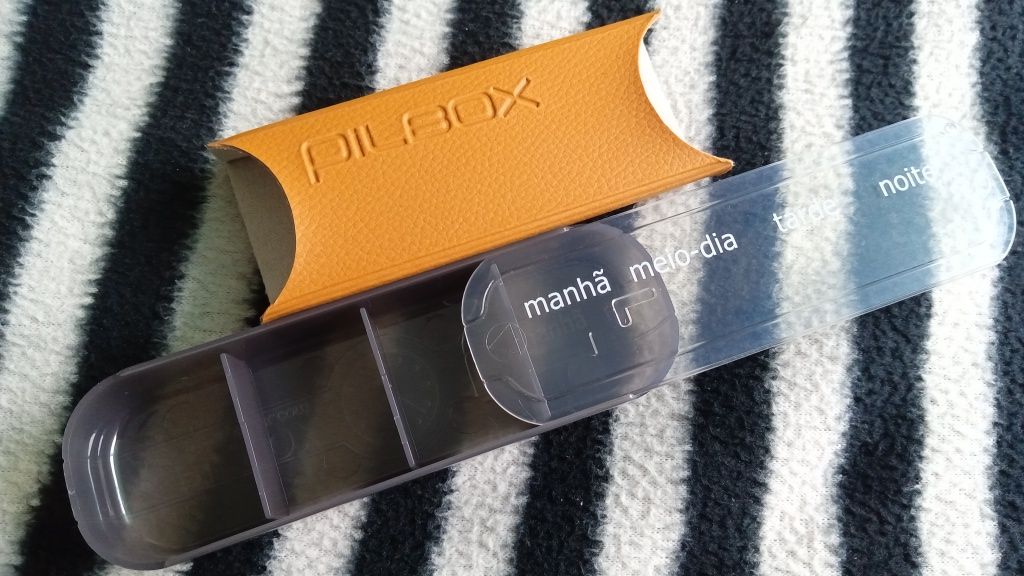 PILBOX
manhã meio-dia tarde noite